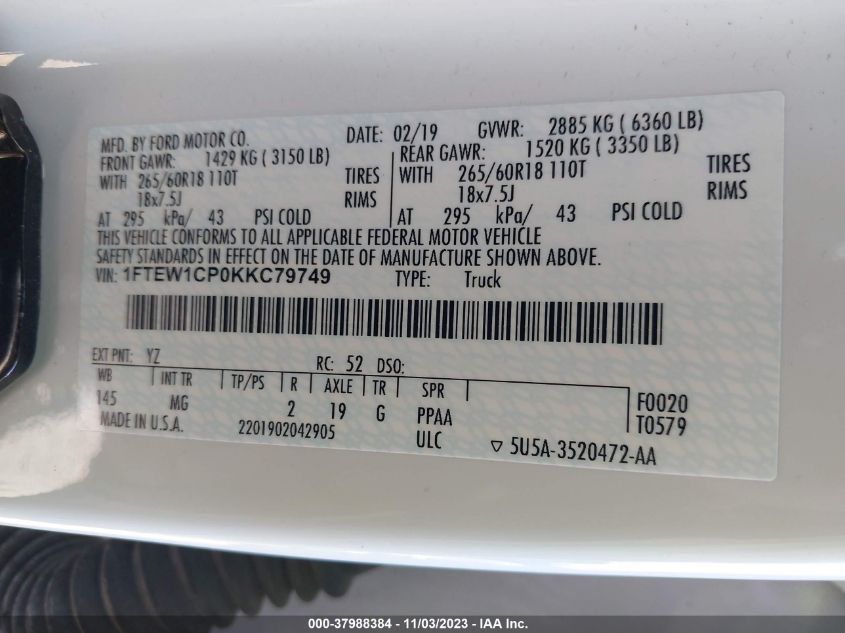 MFD. BY FORD MOTOR CO. DATE: 02/19 GVWR: 2885 KG ( 6360 LB)
FRONT GAWR: 1429 KG ( 3150 LB) REAR GAWR: 1520 KG ( 3350 LB)
WITH 265/60R18 110T TIRES WITH 265/60R18 110T TIRES
18x7.5J RIMS 18x7.5J RIMS
AT 295 kPa/ 43 PSI COLD AT 295 kPa/ 43 PSI COLD
THIS VEHICLE CONFORMS TO ALL APPLICABLE FEDERAL MOTOR VEHICLE
SAFETY STANDARDS IN EFFECT ON THE DATE OF MANUFACTURE SHOWN ABOVE.
VIN: 1FTEW1CP0KKC79749 TYPE: Truck
EXT PNT: YZ RC: 52 DSO:
WB INT TR TP/PS R AXLE TR SPR F0020
145 MG 2 19 G PPAA T0579
MADE IN U.S.A. 2201902042905 ULC ▽ 5U5A-3520472-AA
000-37988384 - 11/03/2023 - IAA Inc.